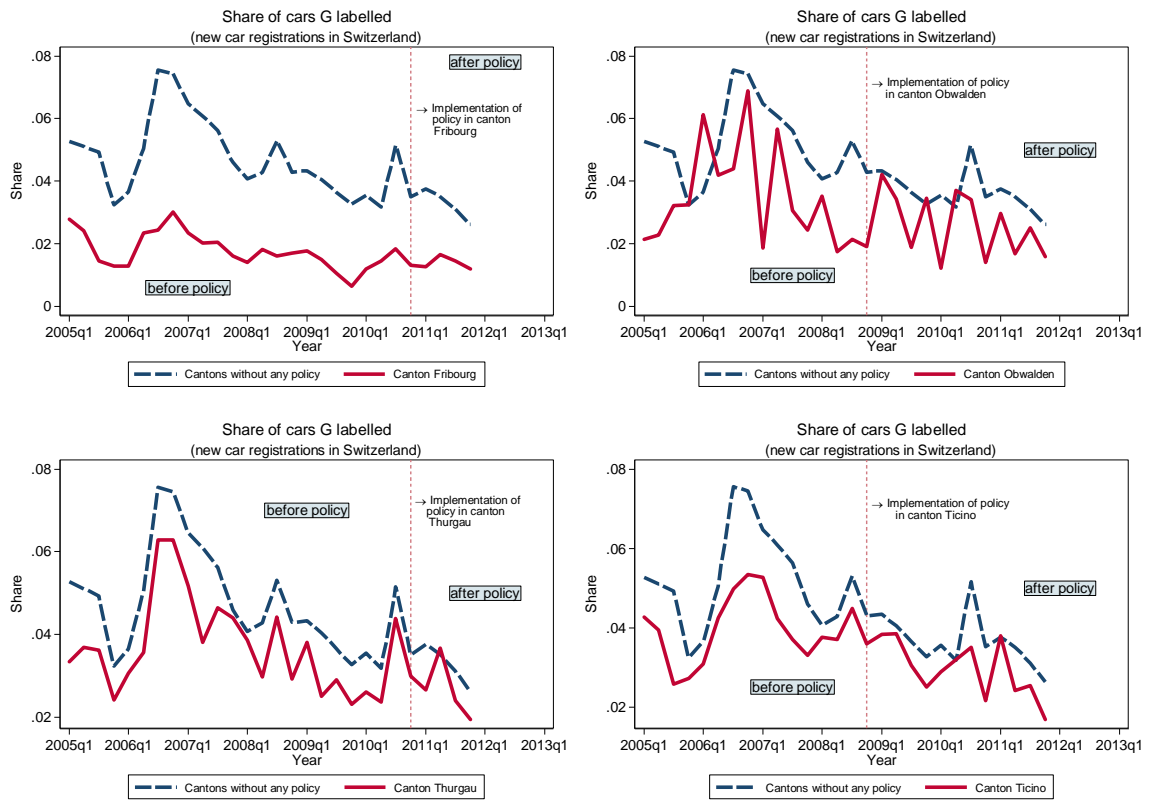 Share of cars G labelled
(new car registrations in Switzerland)
.08
.06
.04
.02
0
Share
after policy
→ Implementation of
policy in canton
Fribourg
before policy
2005q1 2006q1 2007q1 2008q1 2009q1 2010q1 2011q1 2012q1 2013q1
Year
Cantons without any policy Canton Fribourg
Share of cars G labelled
(new car registrations in Switzerland)
.08
.06
.04
.02
0
Share
→ Implementation of policy
in canton Obwalden
after policy
before policy
2005q1 2006q1 2007q1 2008q1 2009q1 2010q1 2011q1 2012q1 2013q1
Year
Cantons without any policy Canton Obwalden
Share of cars G labelled
(new car registrations in Switzerland)
.08
.06
.04
.02
Share
before policy
→ Implementation of
policy in canton
Thurgau
after policy
2005q1 2006q1 2007q1 2008q1 2009q1 2010q1 2011q1 2012q1 2013q1
Year
Cantons without any policy Canton Thurgau
Share of cars G labelled
(new car registrations in Switzerland)
.08
.06
.04
.02
Share
→ Implementation of policy
in canton Ticino
after policy
before policy
2005q1 2006q1 2007q1 2008q1 2009q1 2010q1 2011q1 2012q1 2013q1
Year
Cantons without any policy Canton Ticino